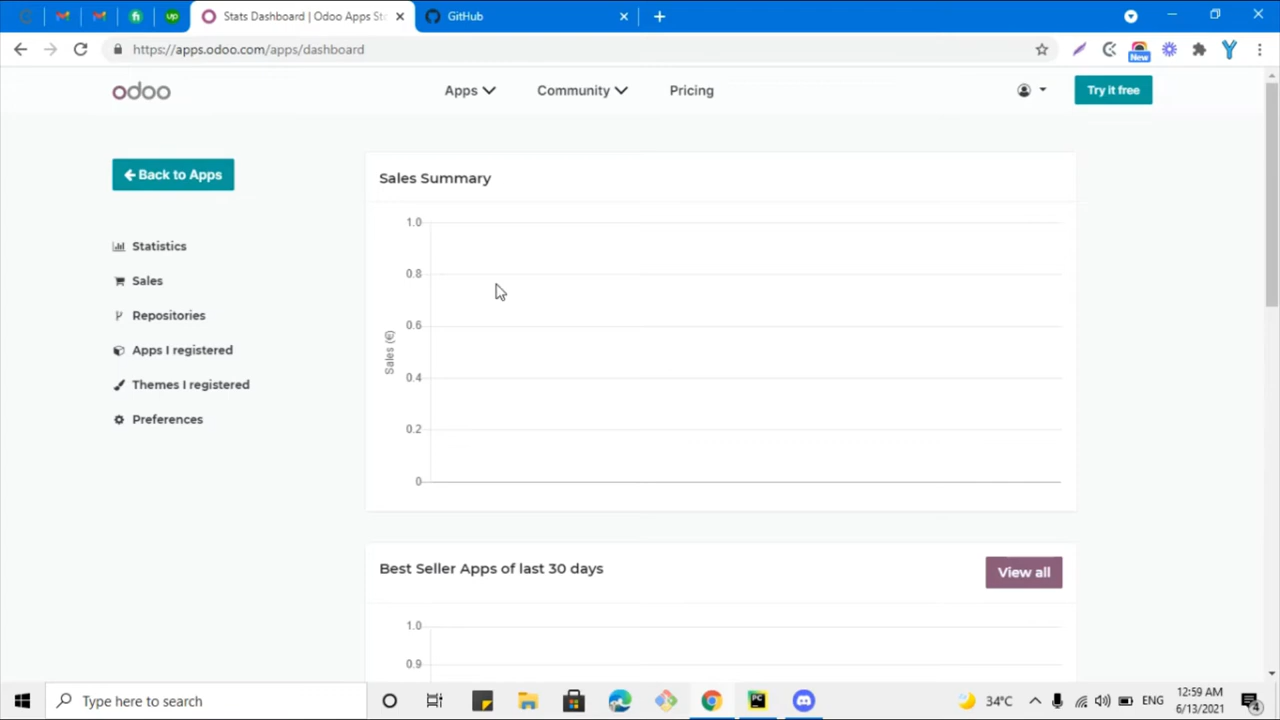 Stats Dashboard | Odoo Apps Sto
GitHub
https://apps.odoo.com/apps/dashboard
New
odoo
Apps
Community
Pricing
Try it free
Back to Apps
Statistics
Sales
Repositories
Apps I registered
Themes I registered
Preferences
Sales Summary
1.0
0.8
0.6
0.4
0.2
0
Sales (€)
Best Seller Apps of last 30 days
View all
1.0
0.9
Type here to search
34°C
ENG
12:59 AM
6/13/2021
4